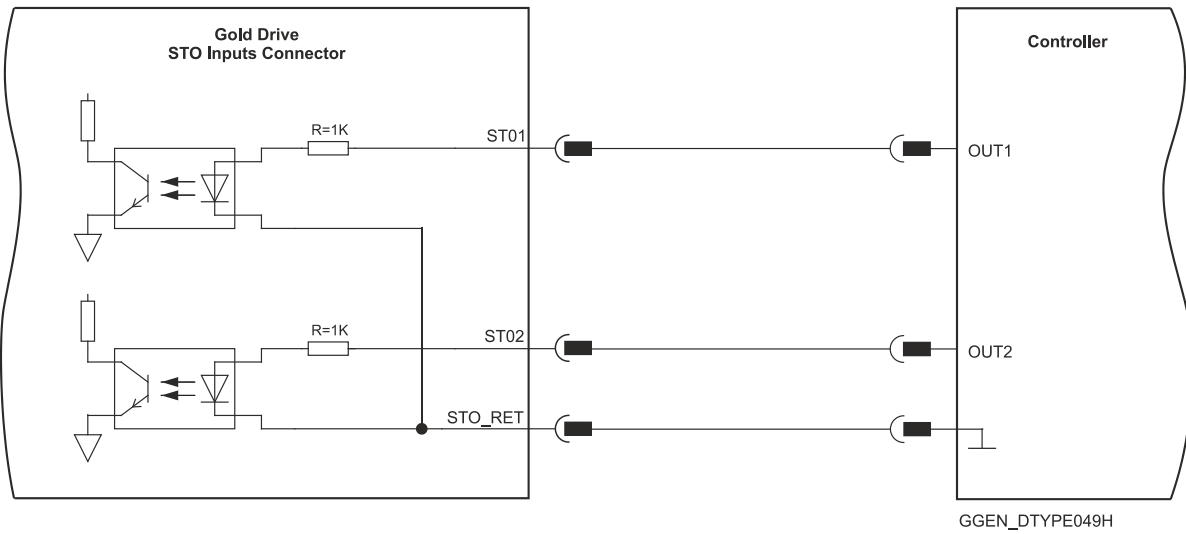 Gold Drive
STO Inputs Connector
Controller
R=1K
ST01
OUT1
R=1K
ST02
OUT2
STO_RET
GGEN_DTYPE049H